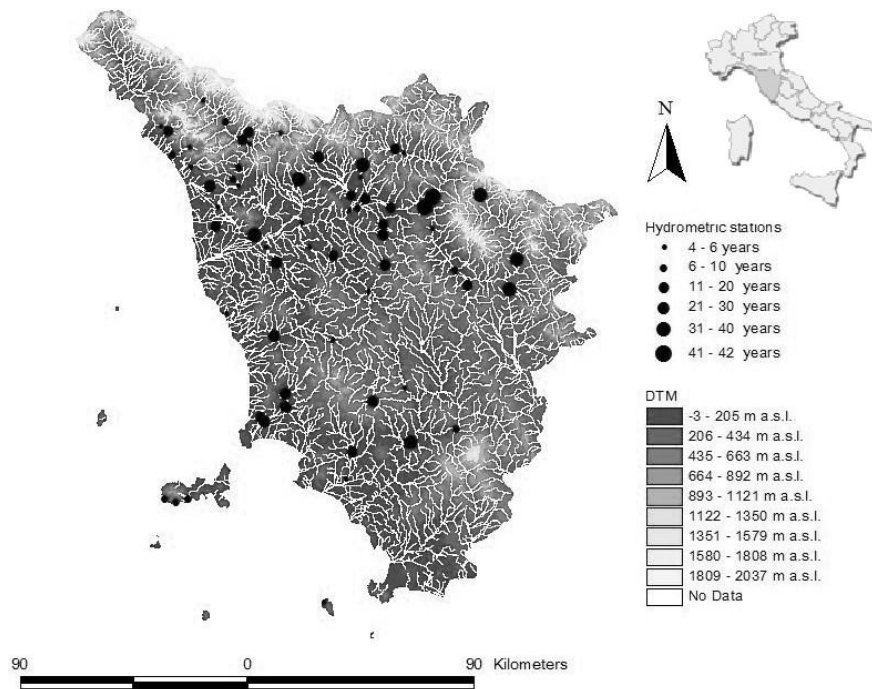 N
Hydrometric stations
4 - 6 years
6 - 10 years
11 - 20 years
21 - 30 years
31 - 40 years
41 - 42 years
DTM
-3 - 205 m a.s.l.
206 - 434 m a.s.l.
435 - 663 m a.s.l.
664 - 892 m a.s.l.
893 - 1121 m a.s.l.
1122 - 1350 m a.s.l.
1351 - 1579 m a.s.l.
1580 - 1808 m a.s.l.
1809 - 2037 m a.s.l.
No Data
90 0 90 Kilometers